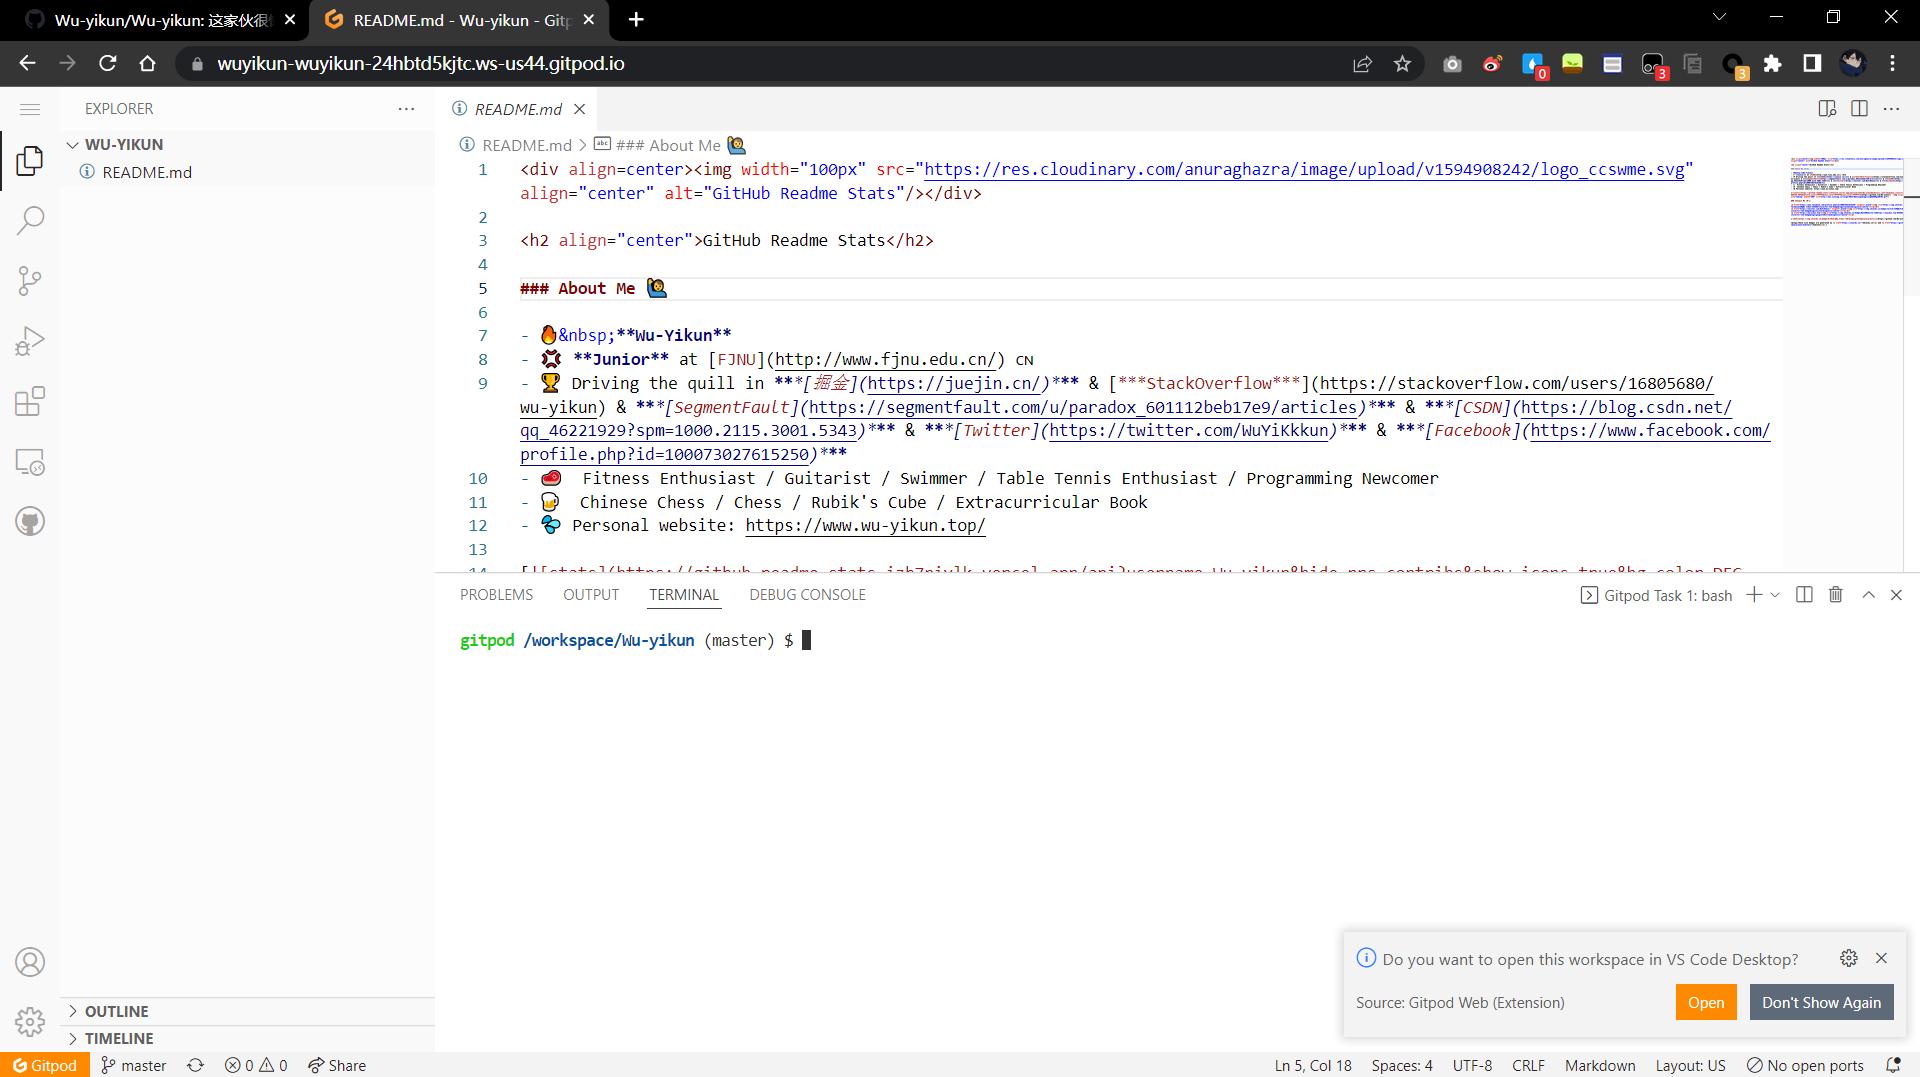 Wu-yikun/Wu-yikun: 这家伙很
README.md - Wu-yikun - Gitp
wuyikun-wuyikun-24hbtd5kjtc.ws-us44.gitpod.io
0
3
3
EXPLORER
README.md
WU-YIKUN
README.md
README.md > ### About Me 🙋
1 <div align=center><img width="100px" src="https://res.cloudinary.com/anuraghazra/image/upload/v1594908242/logo_ccswme.svg"
align="center" alt="GitHub Readme Stats"/></div>
2
3 <h2 align="center">GitHub Readme Stats</h2>
4
5 ### About Me 🙋
6
7 - 🔥&nbsp;**Wu-Yikun**
8 - 💢 **Junior** at [FJNU](http://www.fjnu.edu.cn/) CN
9 - 🏆 Driving the quill in ***[掘金](https://juejin.cn/)*** & [***StackOverflow***](https://stackoverflow.com/users/16805680/
wu-yikun) & ***[SegmentFault](https://segmentfault.com/u/paradox_601112beb17e9/articles)*** & ***[CSDN](https://blog.csdn.net/
qq_46221929?spm=1000.2115.3001.5343)*** & ***[Twitter](https://twitter.com/WuYiKkkun)*** & ***[Facebook](https://www.facebook.com/
profile.php?id=100073027615250)***
10 - 🥩 Fitness Enthusiast / Guitarist / Swimmer / Table Tennis Enthusiast / Programming Newcomer
11 - 🍺 Chinese Chess / Chess / Rubik's Cube / Extracurricular Book
12 - Personal website: https://www.wu-yikun.top/
13
PROBLEMS OUTPUT TERMINAL DEBUG CONSOLE
Gitpod Task 1: bash
gitpod /workspace/Wu-yikun (master) $
Do you want to open this workspace in VS Code Desktop?
Source: Gitpod Web (Extension)
Open
Don't Show Again
OUTLINE
TIMELINE
Gitpod master 0 0 Share
Ln 5, Col 18 Spaces: 4 UTF-8 CRLF Markdown Layout: US No open ports